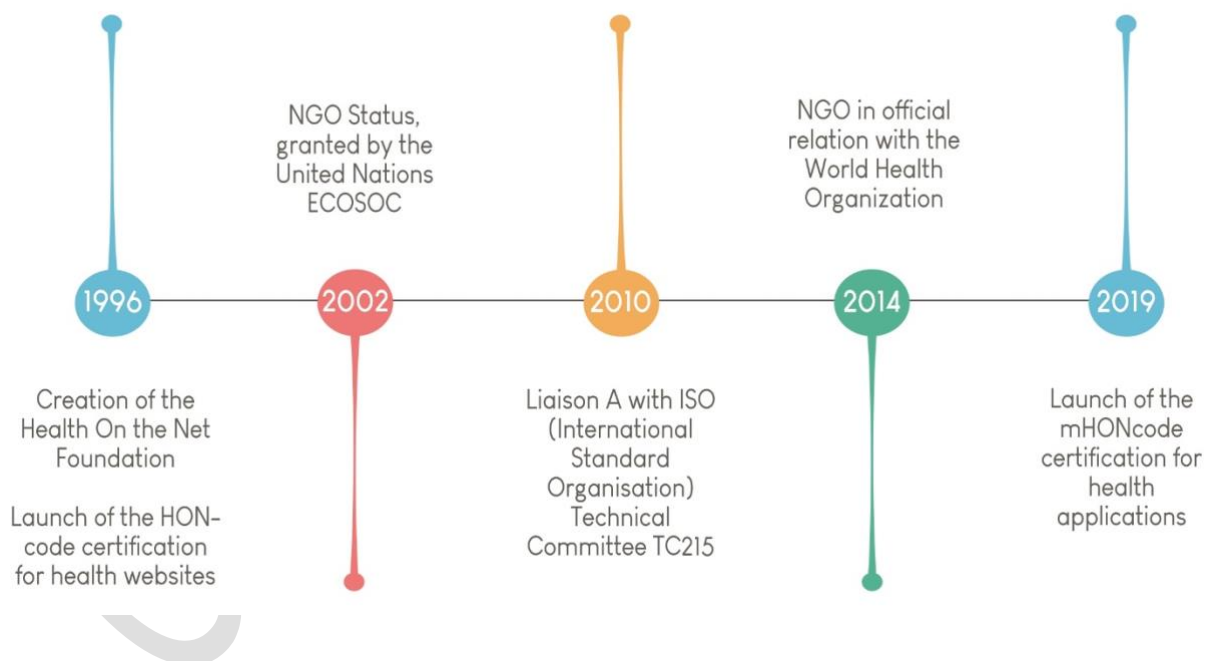 NGO Status,
granted by the
United Nations
ECOSOC
NGO in official
relation with the
World Health
Organization
1996
2002
2010
2014
2019
Creation of the
Health On the Net
Foundation
Launch of the HON-
code certification
for health websites
Liaison A with ISO
(International
Standard
Organisation)
Technical
Committee TC215
Launch of the
mHONcode
certification for
health
applications